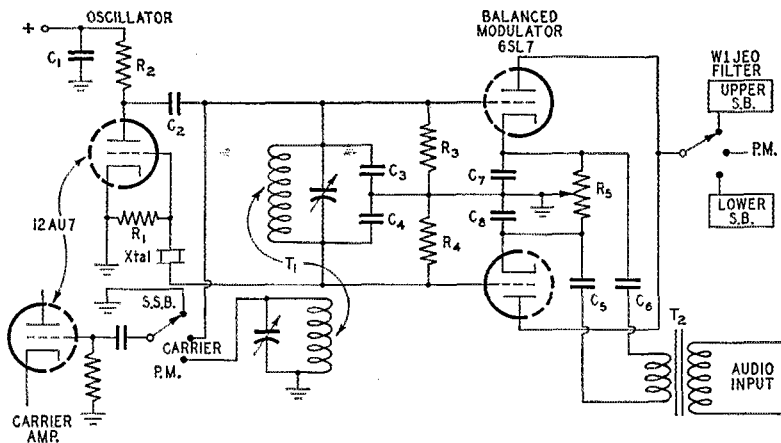 OSCILLATOR
+
C1
R2
C2
12AU7
R1
Xtal
S.S.B.
CARRIER
P.M.
CARRIER
AMP.
T1
C3
C4
R3
R4
BALANCED
MODULATOR
6SL7
C7
C8
R5
C5
C6
T2
AUDIO
INPUT
W1JEO
FILTER
UPPER
S.B.
P.M.
LOWER
S.B.